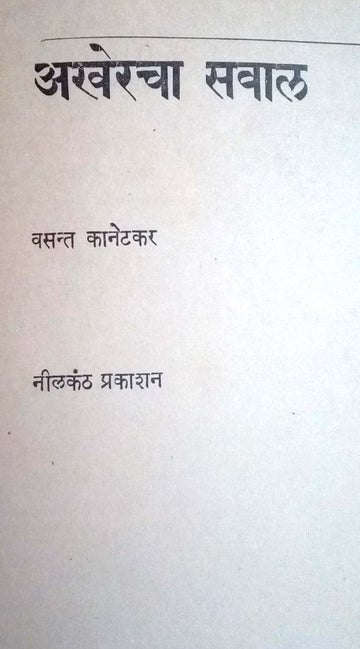 अखेरचा सवाल
वसन्त कानेटकर
नीलकंठ प्रकाशन